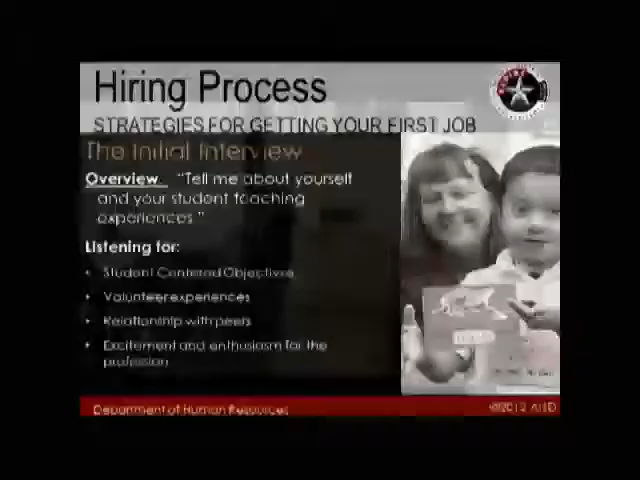 Hiring Process
STRATEGIES FOR GETTING YOUR FIRST JOB
The Initial Interview
Overview: "Tell me about yourself
and your student teaching
experiences."
Listening for:
• Student Centered Objectives
• Volunteer experiences
• Relationship with peers
• Excitement and enthusiasm for the
profession
Department of Human Resources
©2012 AISD